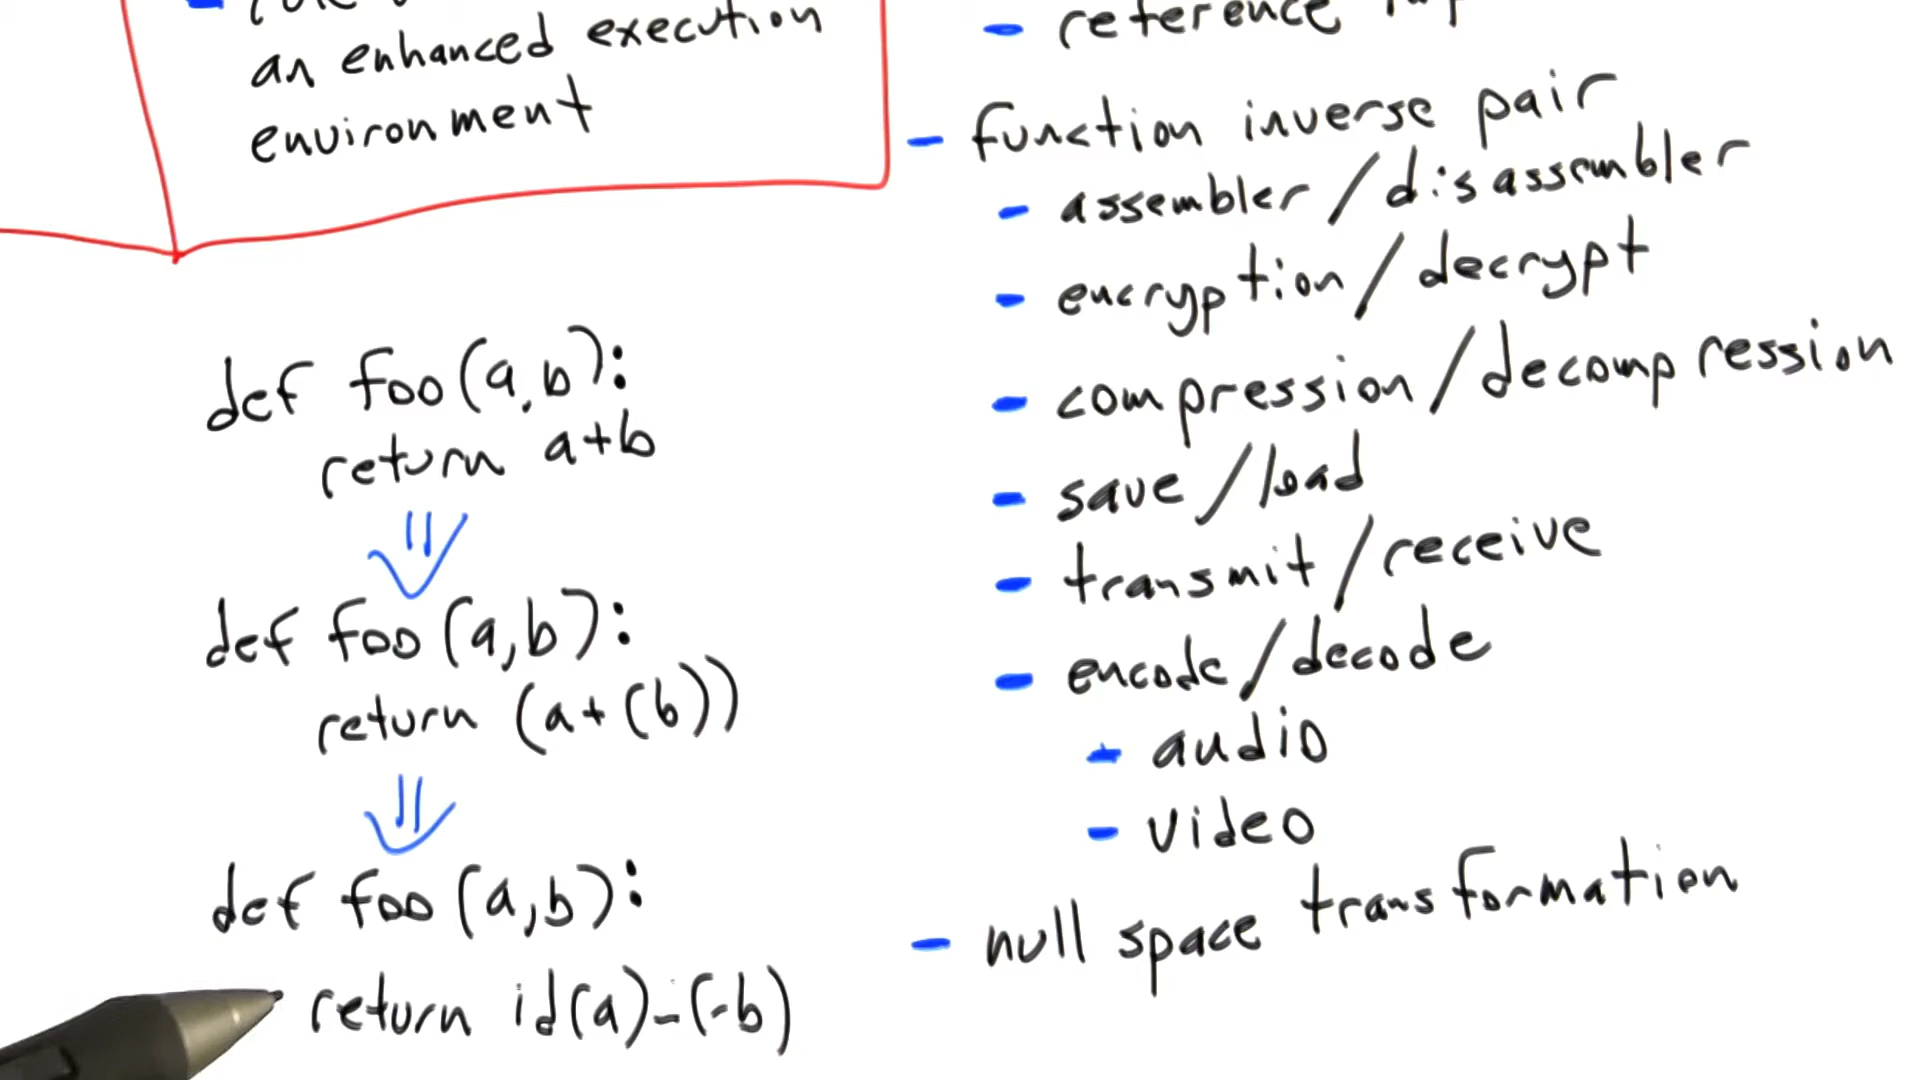 an enhanced execution
environment
def foo(a,b):
return a+b
def foo(a,b):
return (a+(b))
def foo(a,b):
return id(a)-(-b)
- reference
- function inverse pair
- assembler/disassembler
- encryption/decrypt
- compression/decompression
- save/load
- transmit/receive
- encode/decode
- audio
- video
- null space transformation